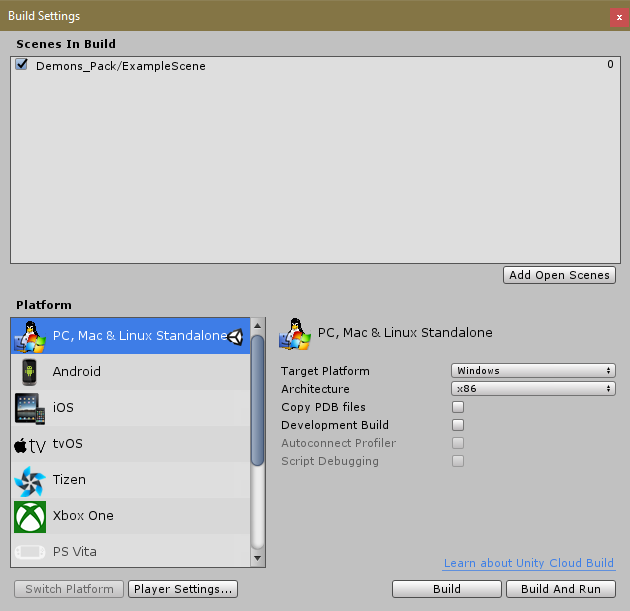 Build Settings
x
Scenes In Build
Demons_Pack/ExampleScene 0
Add Open Scenes
Platform
PC, Mac & Linux Standalone
Android
iOS
tv tvOS
Tizen
Xbox One
PS Vita
PC, Mac & Linux Standalone
Target Platform Windows
Architecture x86
Copy PDB files
Development Build
Autoconnect Profiler
Script Debugging
Learn about Unity Cloud Build
Switch Platform Player Settings... Build Build And Run